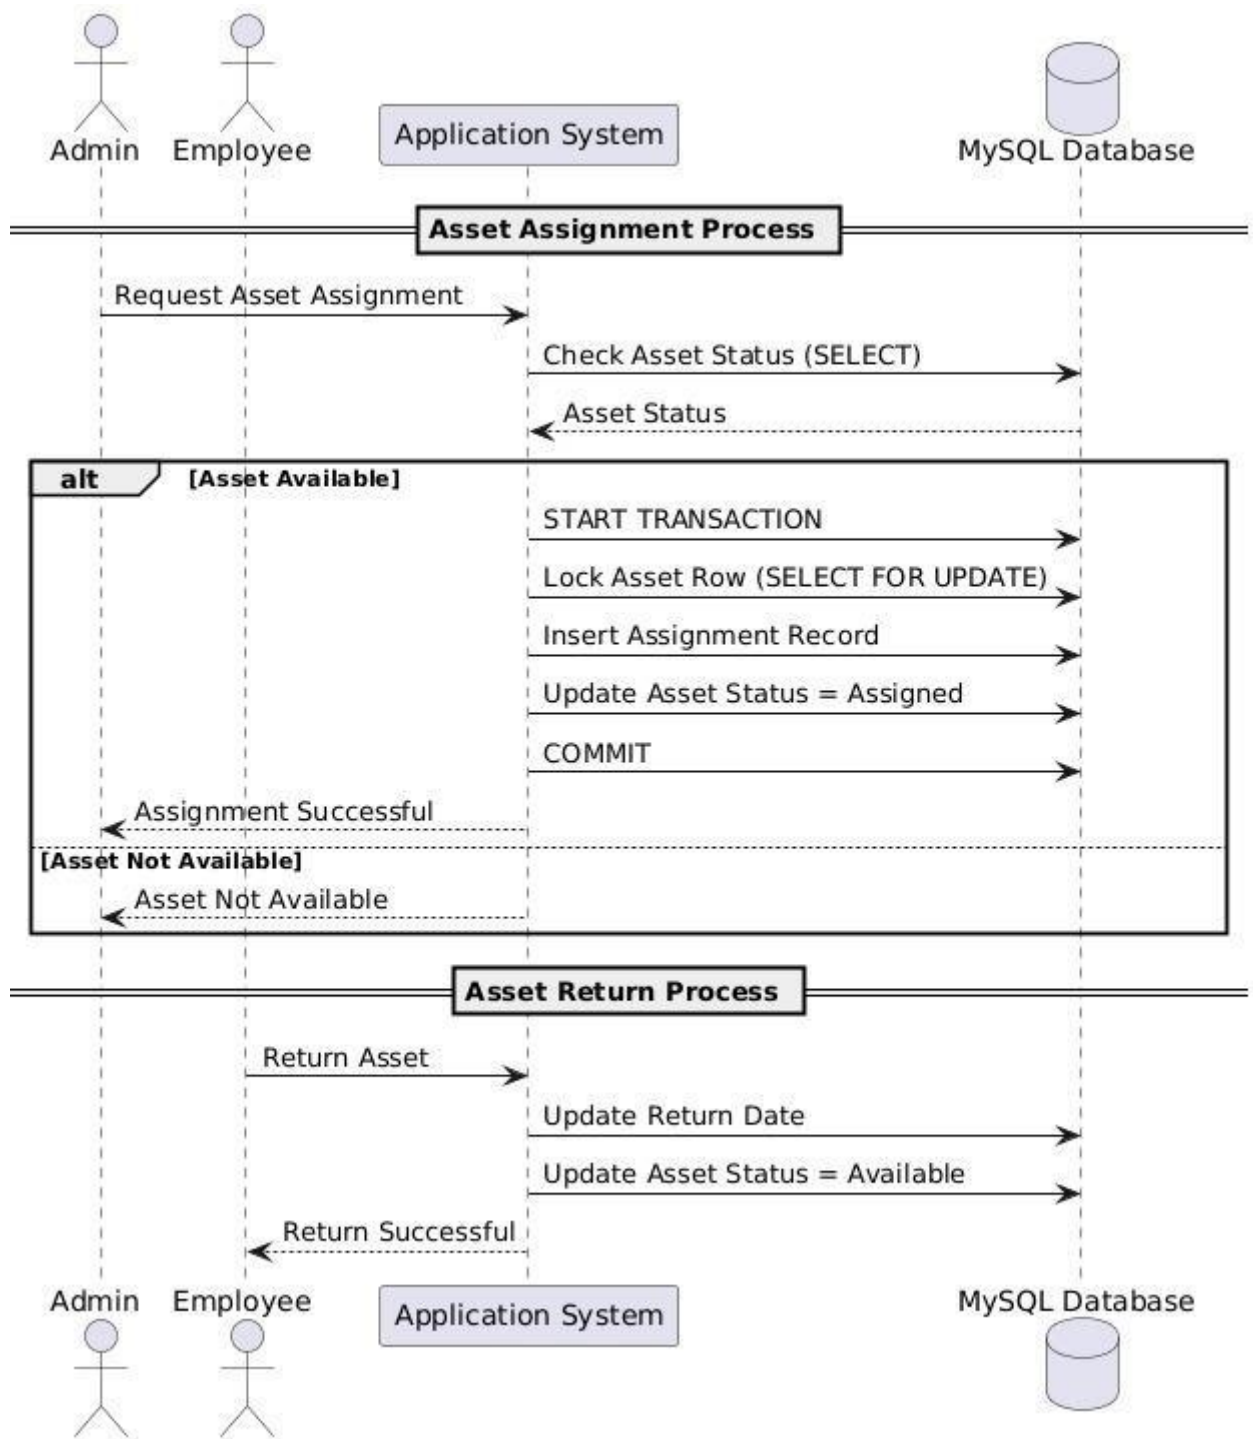 Admin
Employee
Application System
MySQL Database
Asset Assignment Process
Request Asset Assignment
Check Asset Status (SELECT)
Asset Status
alt
[Asset Available]
START TRANSACTION
Lock Asset Row (SELECT FOR UPDATE)
Insert Assignment Record
Update Asset Status = Assigned
COMMIT
Assignment Successful
[Asset Not Available]
Asset Not Available
Asset Return Process
Return Asset
Update Return Date
Update Asset Status = Available
Return Successful
Admin
Employee
Application System
MySQL Database